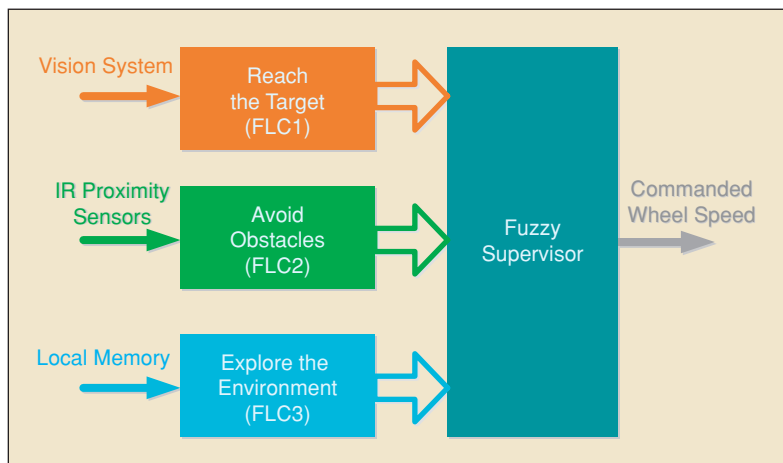 Vision System
Reach
the Target
(FLC1)
IR Proximity
Sensors
Avoid
Obstacles
(FLC2)
Local Memory
Explore the
Environment
(FLC3)
Fuzzy
Supervisor
Commanded
Wheel Speed